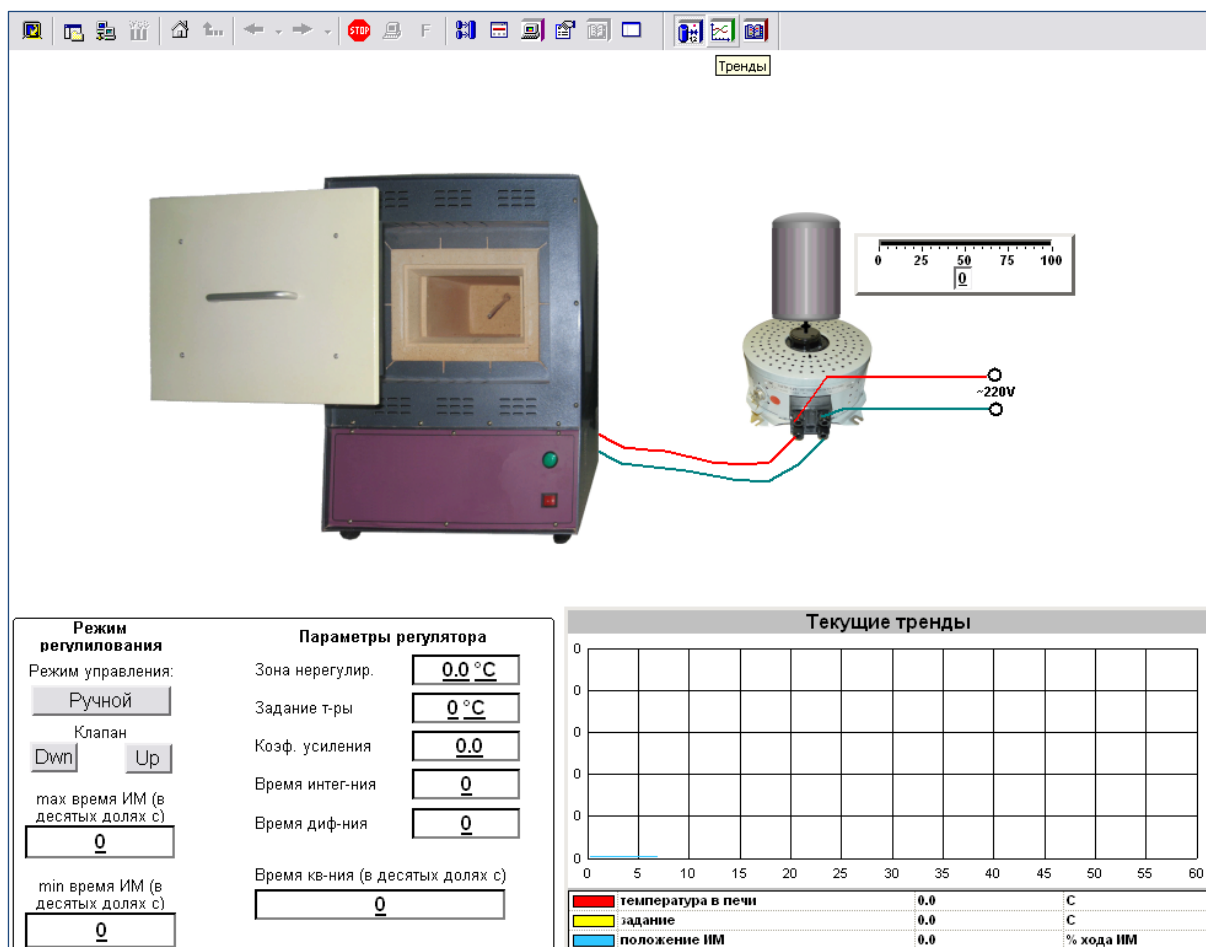 STOP
F
Тренды
0 25 50 75 100
0
~220V
Режим
регулилования
Режим управления:
Ручной
Клапан
Dwn
Up
max время ИМ (в
десятых долях с)
0
min время ИМ (в
десятых долях с)
0
Параметры регулятора
Зона нерегулир.
0.0 °C
Задание т-ры
0 °C
Коэф. усиления
0.0
Время интег-ния
0
Время диф-ния
0
Время кв-ния (в десятых долях с)
0
Текущие тренды
0
0
0
0
0
0
0 5 10 15 20 25 30 35 40 45 50 55 60
температура в печи 0.0 C
задание 0.0 C
положение ИМ 0.0 % хода ИМ